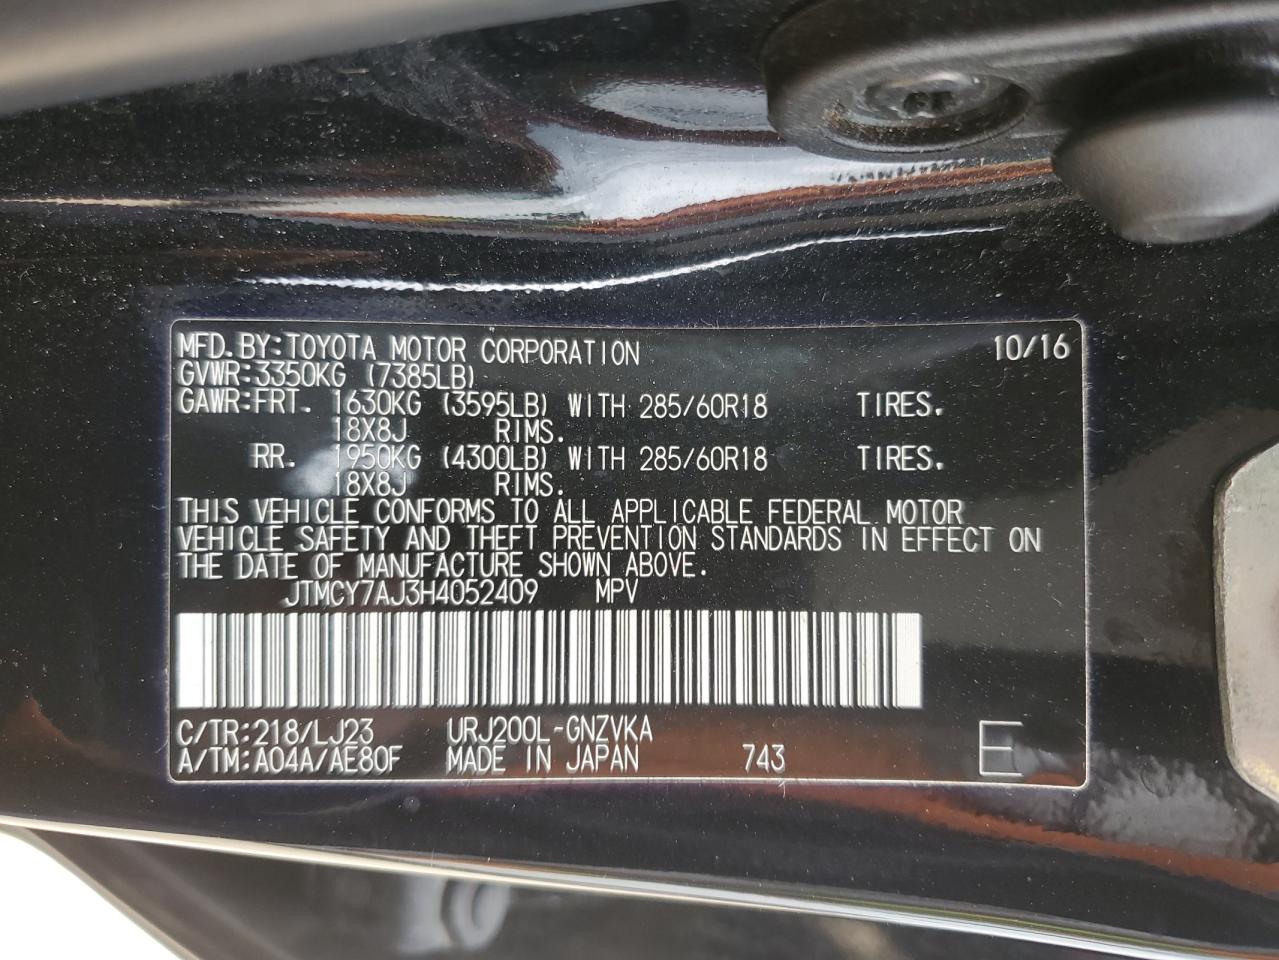 MFD.BY:TOYOTA MOTOR CORPORATION 10/16
GVWR:3350KG (7385LB)
GAWR:FRT. 1630KG (3595LB) WITH 285/60R18 TIRES.
18X8J RIMS.
RR. 1950KG (4300LB) WITH 285/60R18 TIRES.
18X8J RIMS.
THIS VEHICLE CONFORMS TO ALL APPLICABLE FEDERAL MOTOR
VEHICLE SAFETY AND THEFT PREVENTION STANDARDS IN EFFECT ON
THE DATE OF MANUFACTURE SHOWN ABOVE.
JTMCY7AJ3H4052409 MPV
C/TR:218/LJ23 URJ200L-GNZVKA
A/TM:A04A/AE80F MADE IN JAPAN 743 E